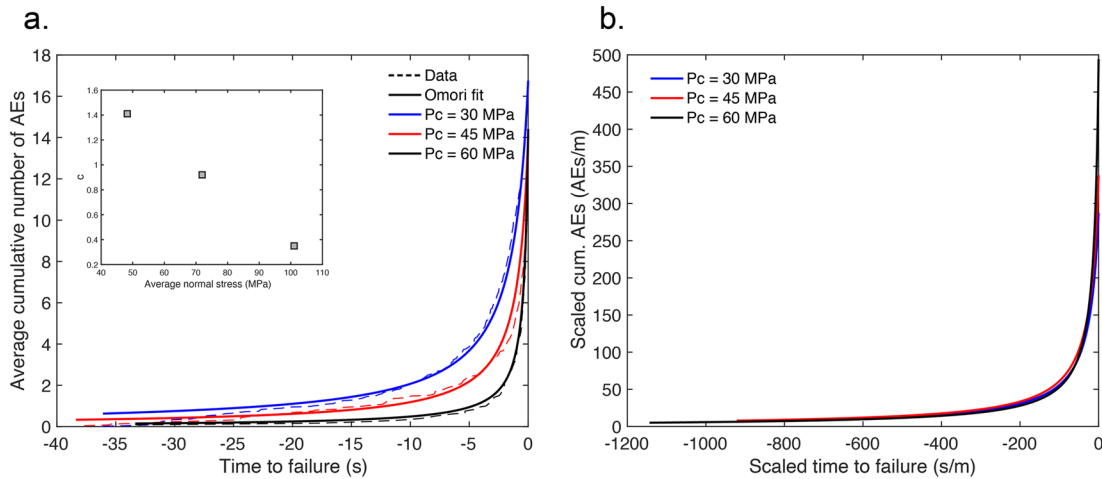 a.
b.
18
16
14
12
10
8
6
4
2
0
Average cumulative number of AEs
-40 -35 -30 -25 -20 -15 -10 -5 0
Time to failure (s)
Data
Omori fit
Pc = 30 MPa
Pc = 45 MPa
Pc = 60 MPa
1.6
1.4
1.2
1
0.8
0.6
0.4
0.2
c
40 50 60 70 80 90 100 110
Average normal stress (MPa)
500
450
400
350
300
250
200
150
100
50
0
Scaled cum. AEs (AEs/m)
-1200 -1000 -800 -600 -400 -200 0
Scaled time to failure (s/m)
Pc = 30 MPa
Pc = 45 MPa
Pc = 60 MPa